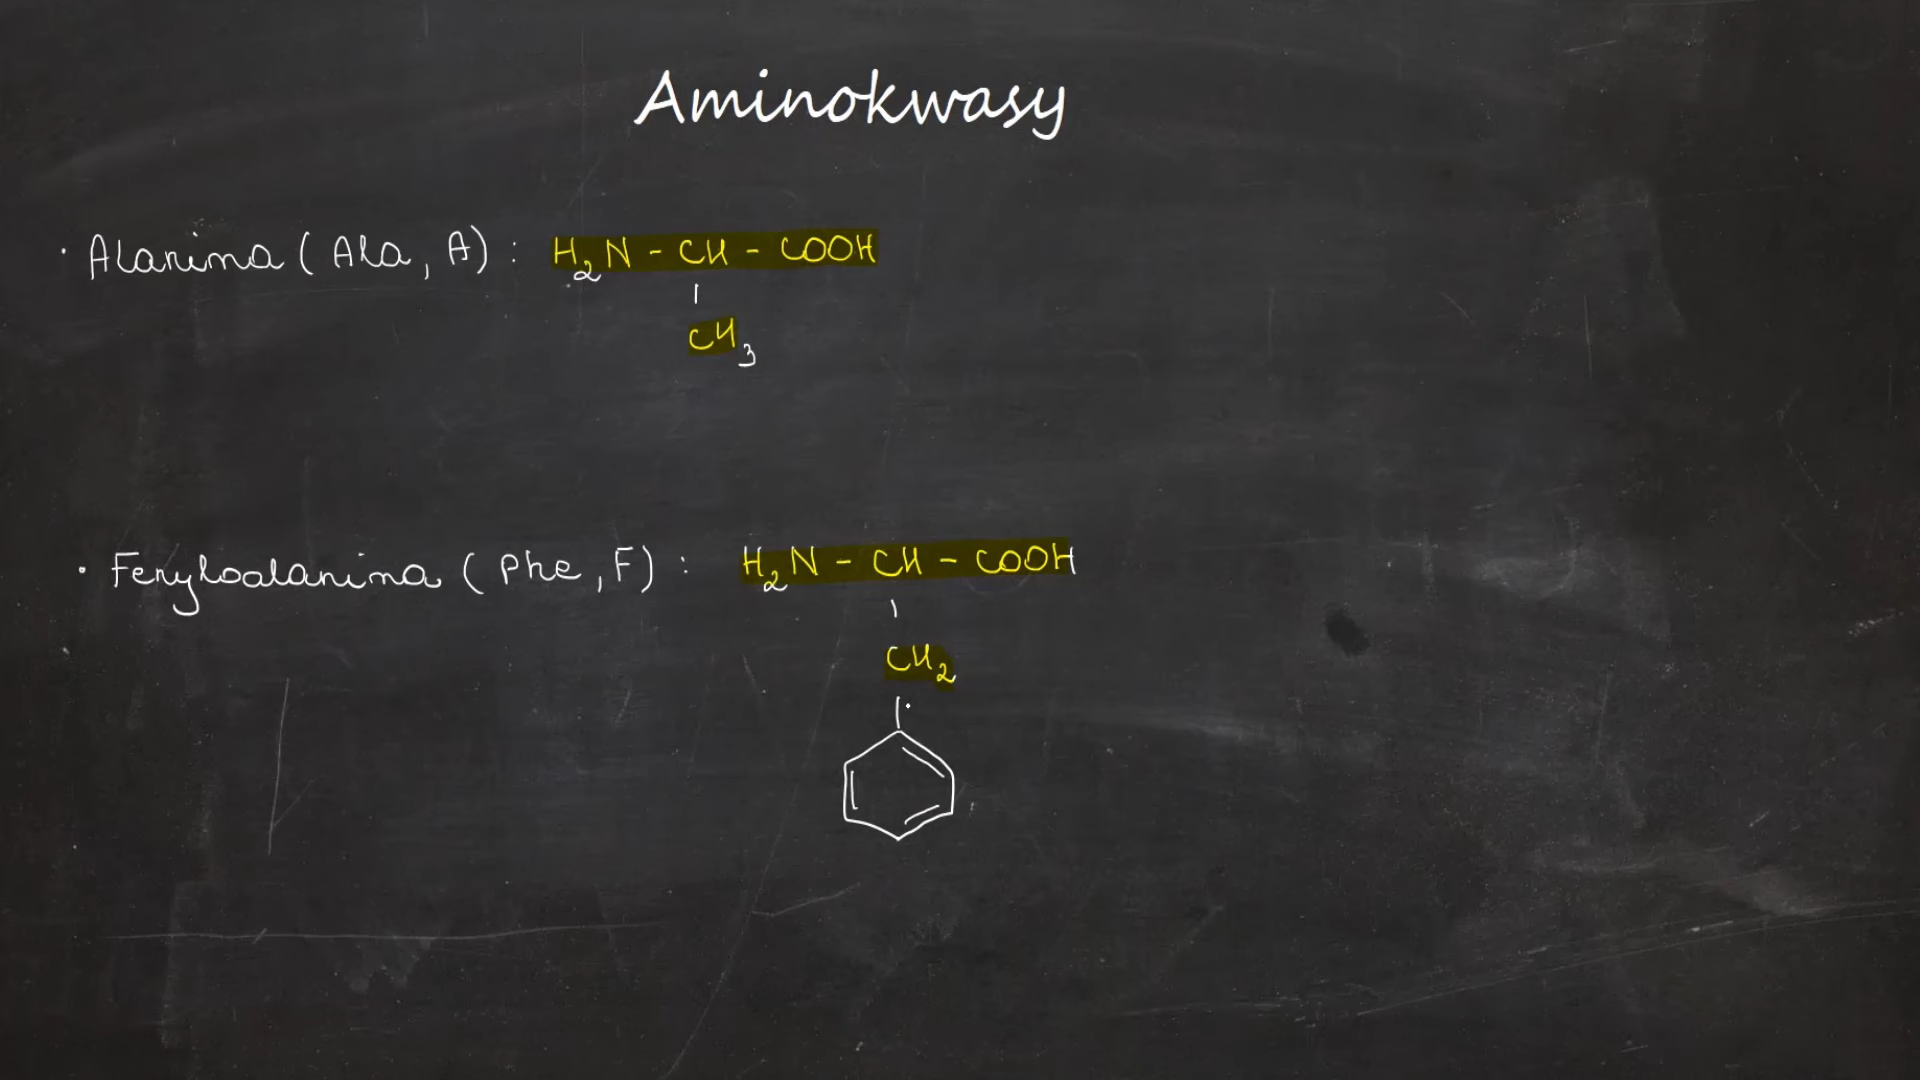 Aminokwasy
· Alanina (Ala, A) : H₂N - CH - COOH
CH₃
· Fenyloalanina (Phe, F) : H₂N - CH - COOH
CH₂